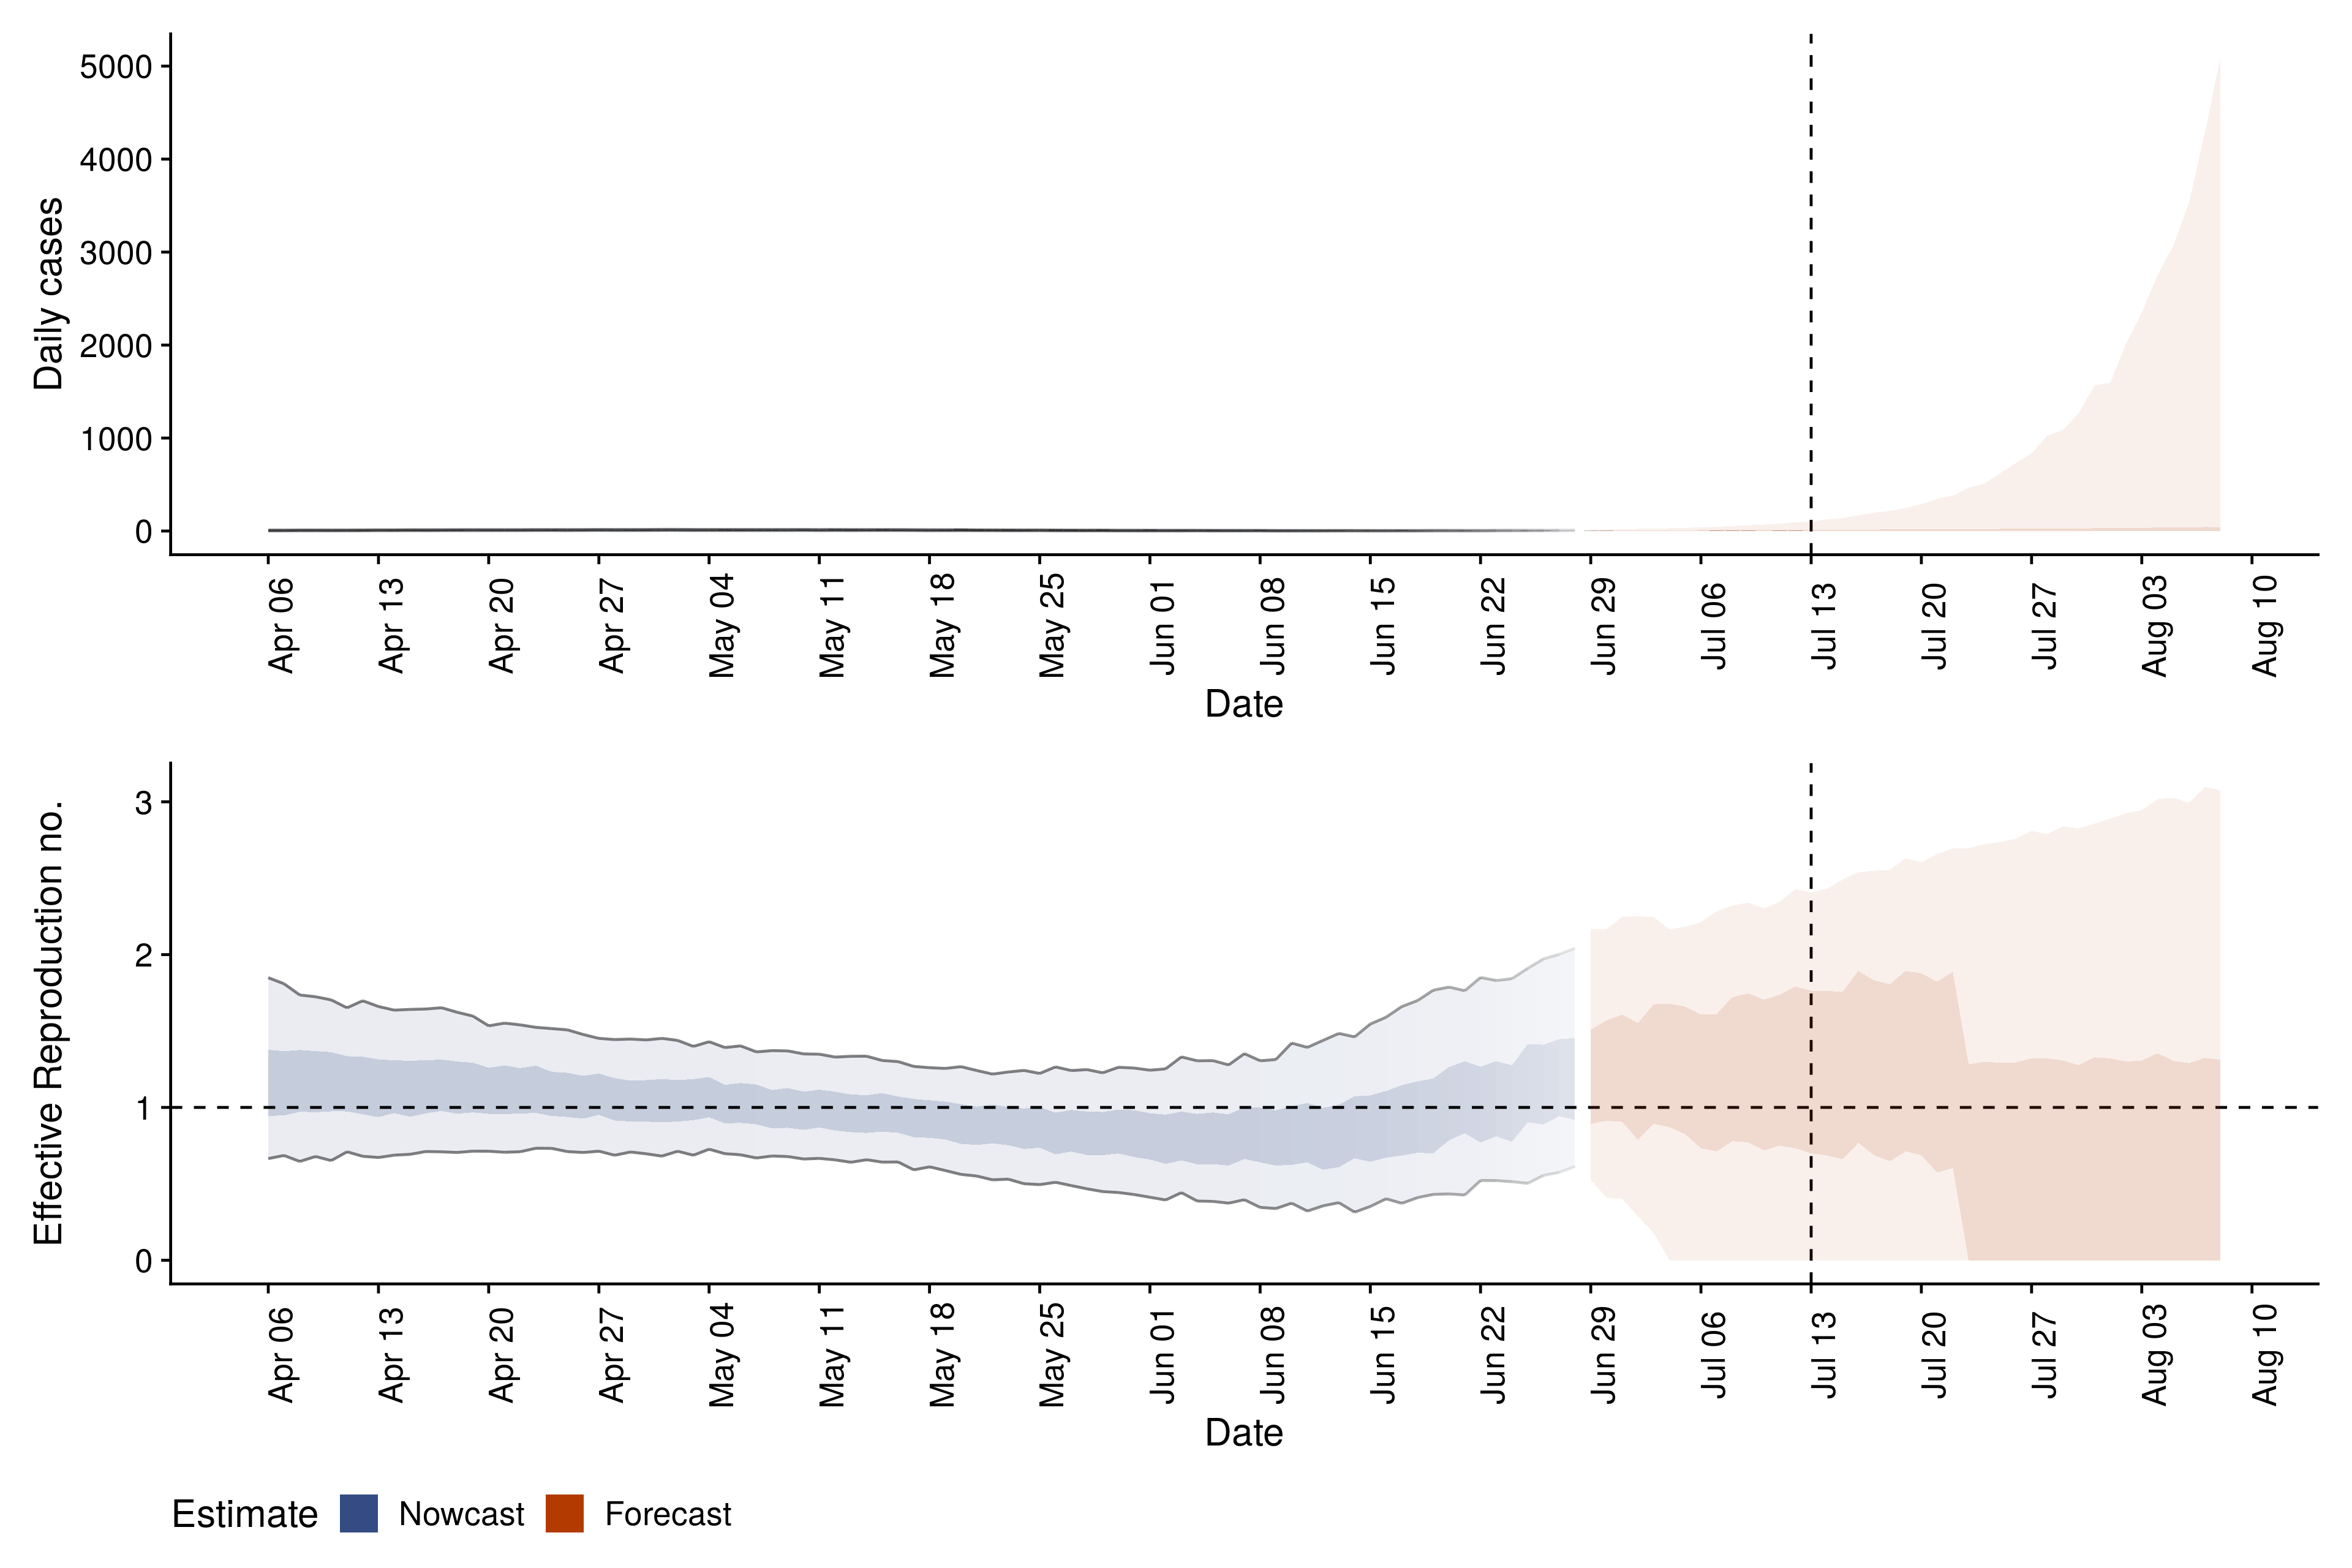 Daily cases
5000
4000
3000
2000
1000
0
Apr 06
Apr 13
Apr 20
Apr 27
May 04
May 11
May 18
May 25
Jun 01
Jun 08
Jun 15
Jun 22
Jun 29
Jul 06
Jul 13
Jul 20
Jul 27
Aug 03
Aug 10
Date
Effective Reproduction no.
3
2
1
0
Apr 06
Apr 13
Apr 20
Apr 27
May 04
May 11
May 18
May 25
Jun 01
Jun 08
Jun 15
Jun 22
Jun 29
Jul 06
Jul 13
Jul 20
Jul 27
Aug 03
Aug 10
Date
Estimate Nowcast Forecast